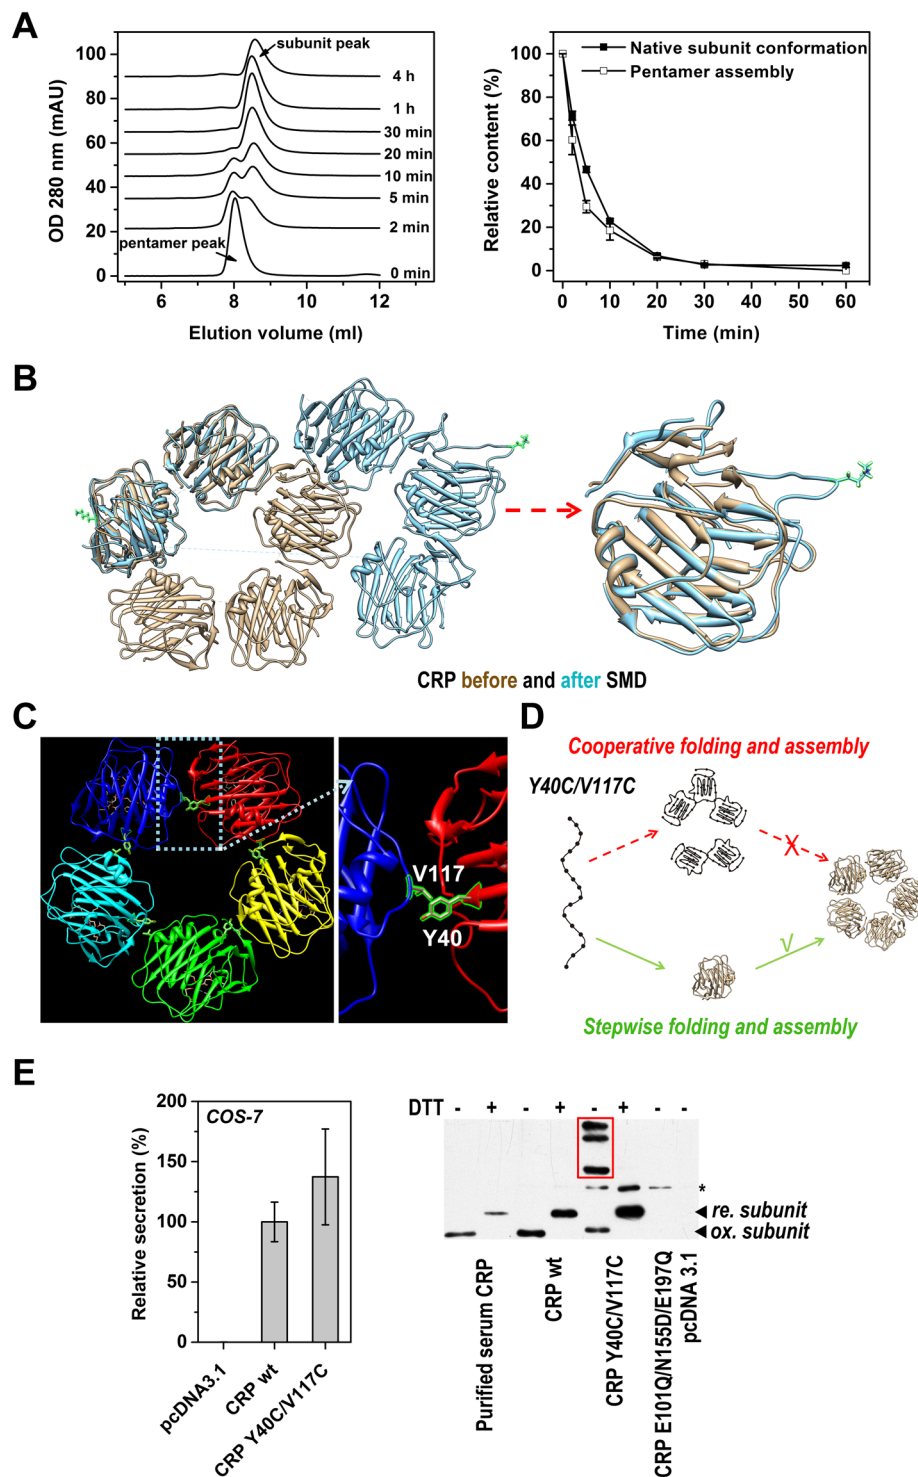 A
OD 280 nm (mAU)
100
80
60
40
20
0
subunit peak
4 h
1 h
30 min
20 min
10 min
5 min
2 min
0 min
pentamer peak
6
8
10
12
Elution volume (ml)
Relative content (%)
100
80
60
40
20
0
Native subunit conformation
Pentamer assembly
0
10
20
30
40
50
60
Time (min)
B
CRP before and after SMD
C
V117
Y40
D
Cooperative folding and assembly
Y40C/V117C
X
√
Stepwise folding and assembly
E
Relative secretion (%)
200
150
100
50
0
COS-7
pcDNA3.1
CRP wt
CRP Y40C/V117C
DTT - + - + - + - -
*
re. subunit
ox. subunit
Purified serum CRP
CRP wt
CRP Y40C/V117C
CRP E101Q/N155D/E197Q
pcDNA 3.1